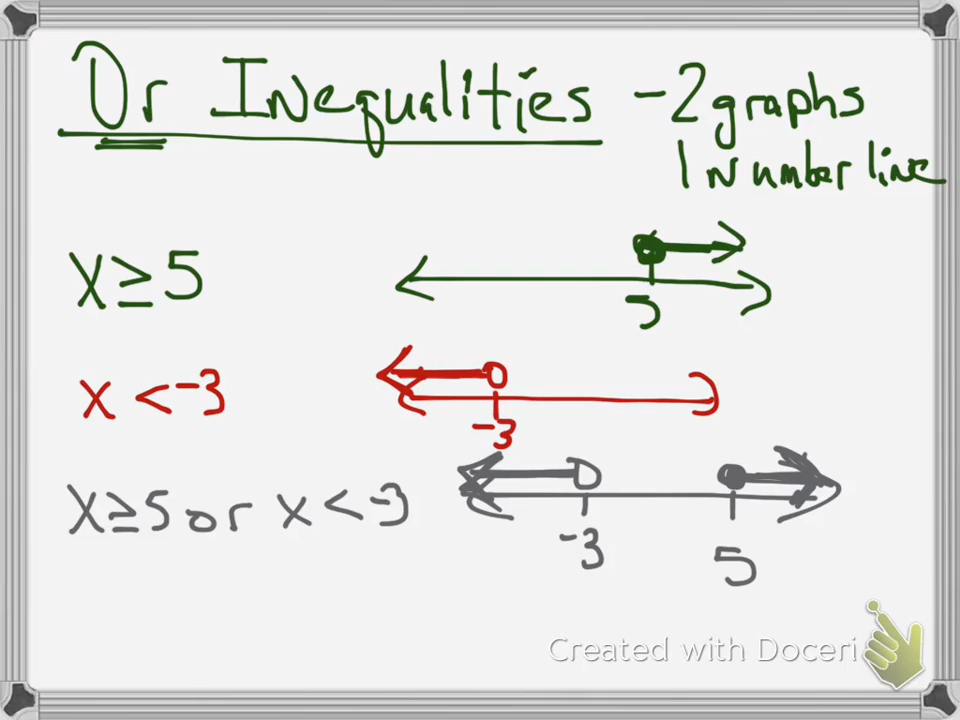 Or Inequalities - 2 graphs
1 Number line
x ≥ 5
5
x < -3
-3
x ≥ 5 or x < -3
-3
5
Created with Doceri